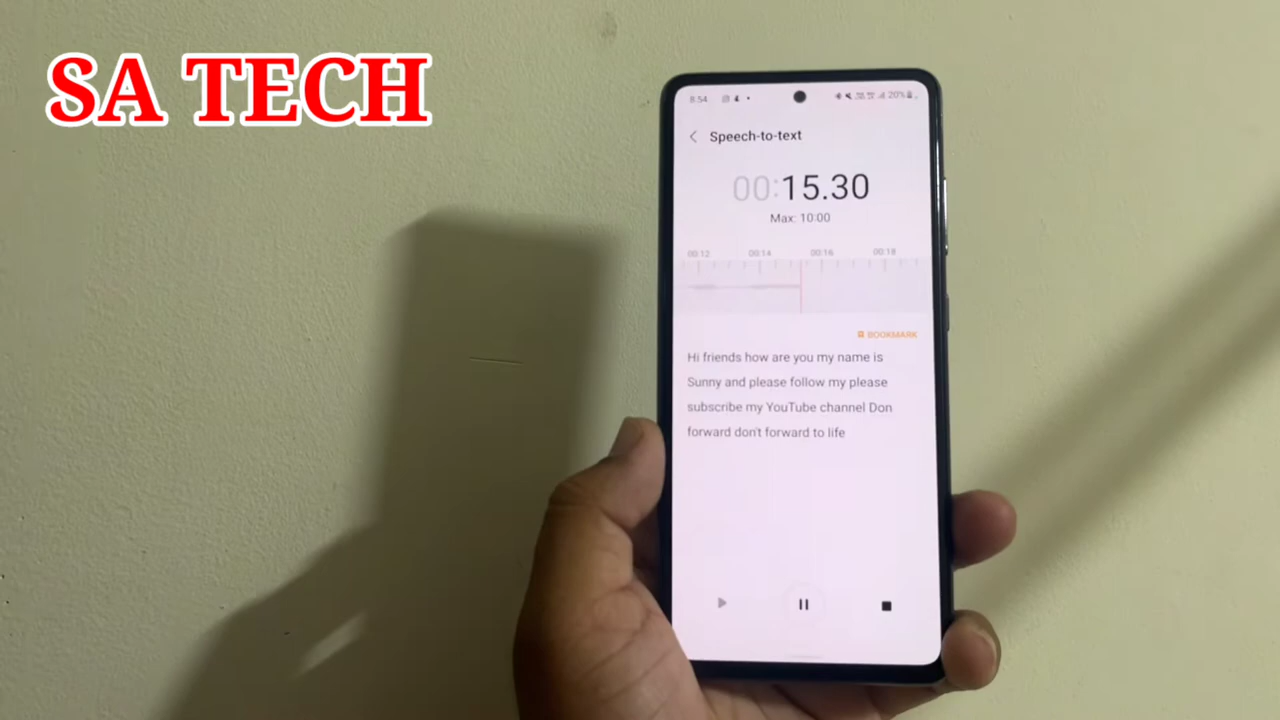 SA TECH
8:54
20%
Speech-to-text
00:15.30
Max: 10:00
00:12 00:14 00:16 00:18
BOOKMARK
Hi friends how are you my name is
Sunny and please follow my please
subscribe my YouTube channel Don
forward don't forward to life